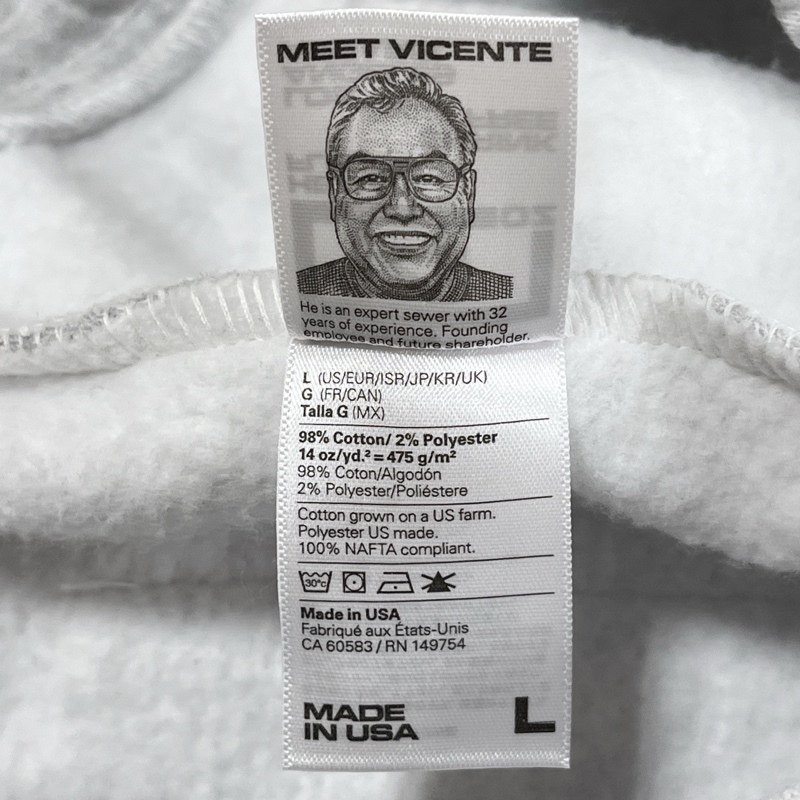 MEET VICENTE
He is an expert sewer with 32
years of experience. Founding
employee and future shareholder.
L (US/EUR/ISR/JP/KR/UK)
G (FR/CAN)
Talla G (MX)
98% Cotton/ 2% Polyester
14 oz/yd.² = 475 g/m²
98% Coton/Algodón
2% Polyester/Poliéstere
Cotton grown on a US farm.
Polyester US made.
100% NAFTA compliant.
30°c
Made in USA
Fabriqué aux États-Unis
CA 60583 / RN 149754
MADE
IN USA
L